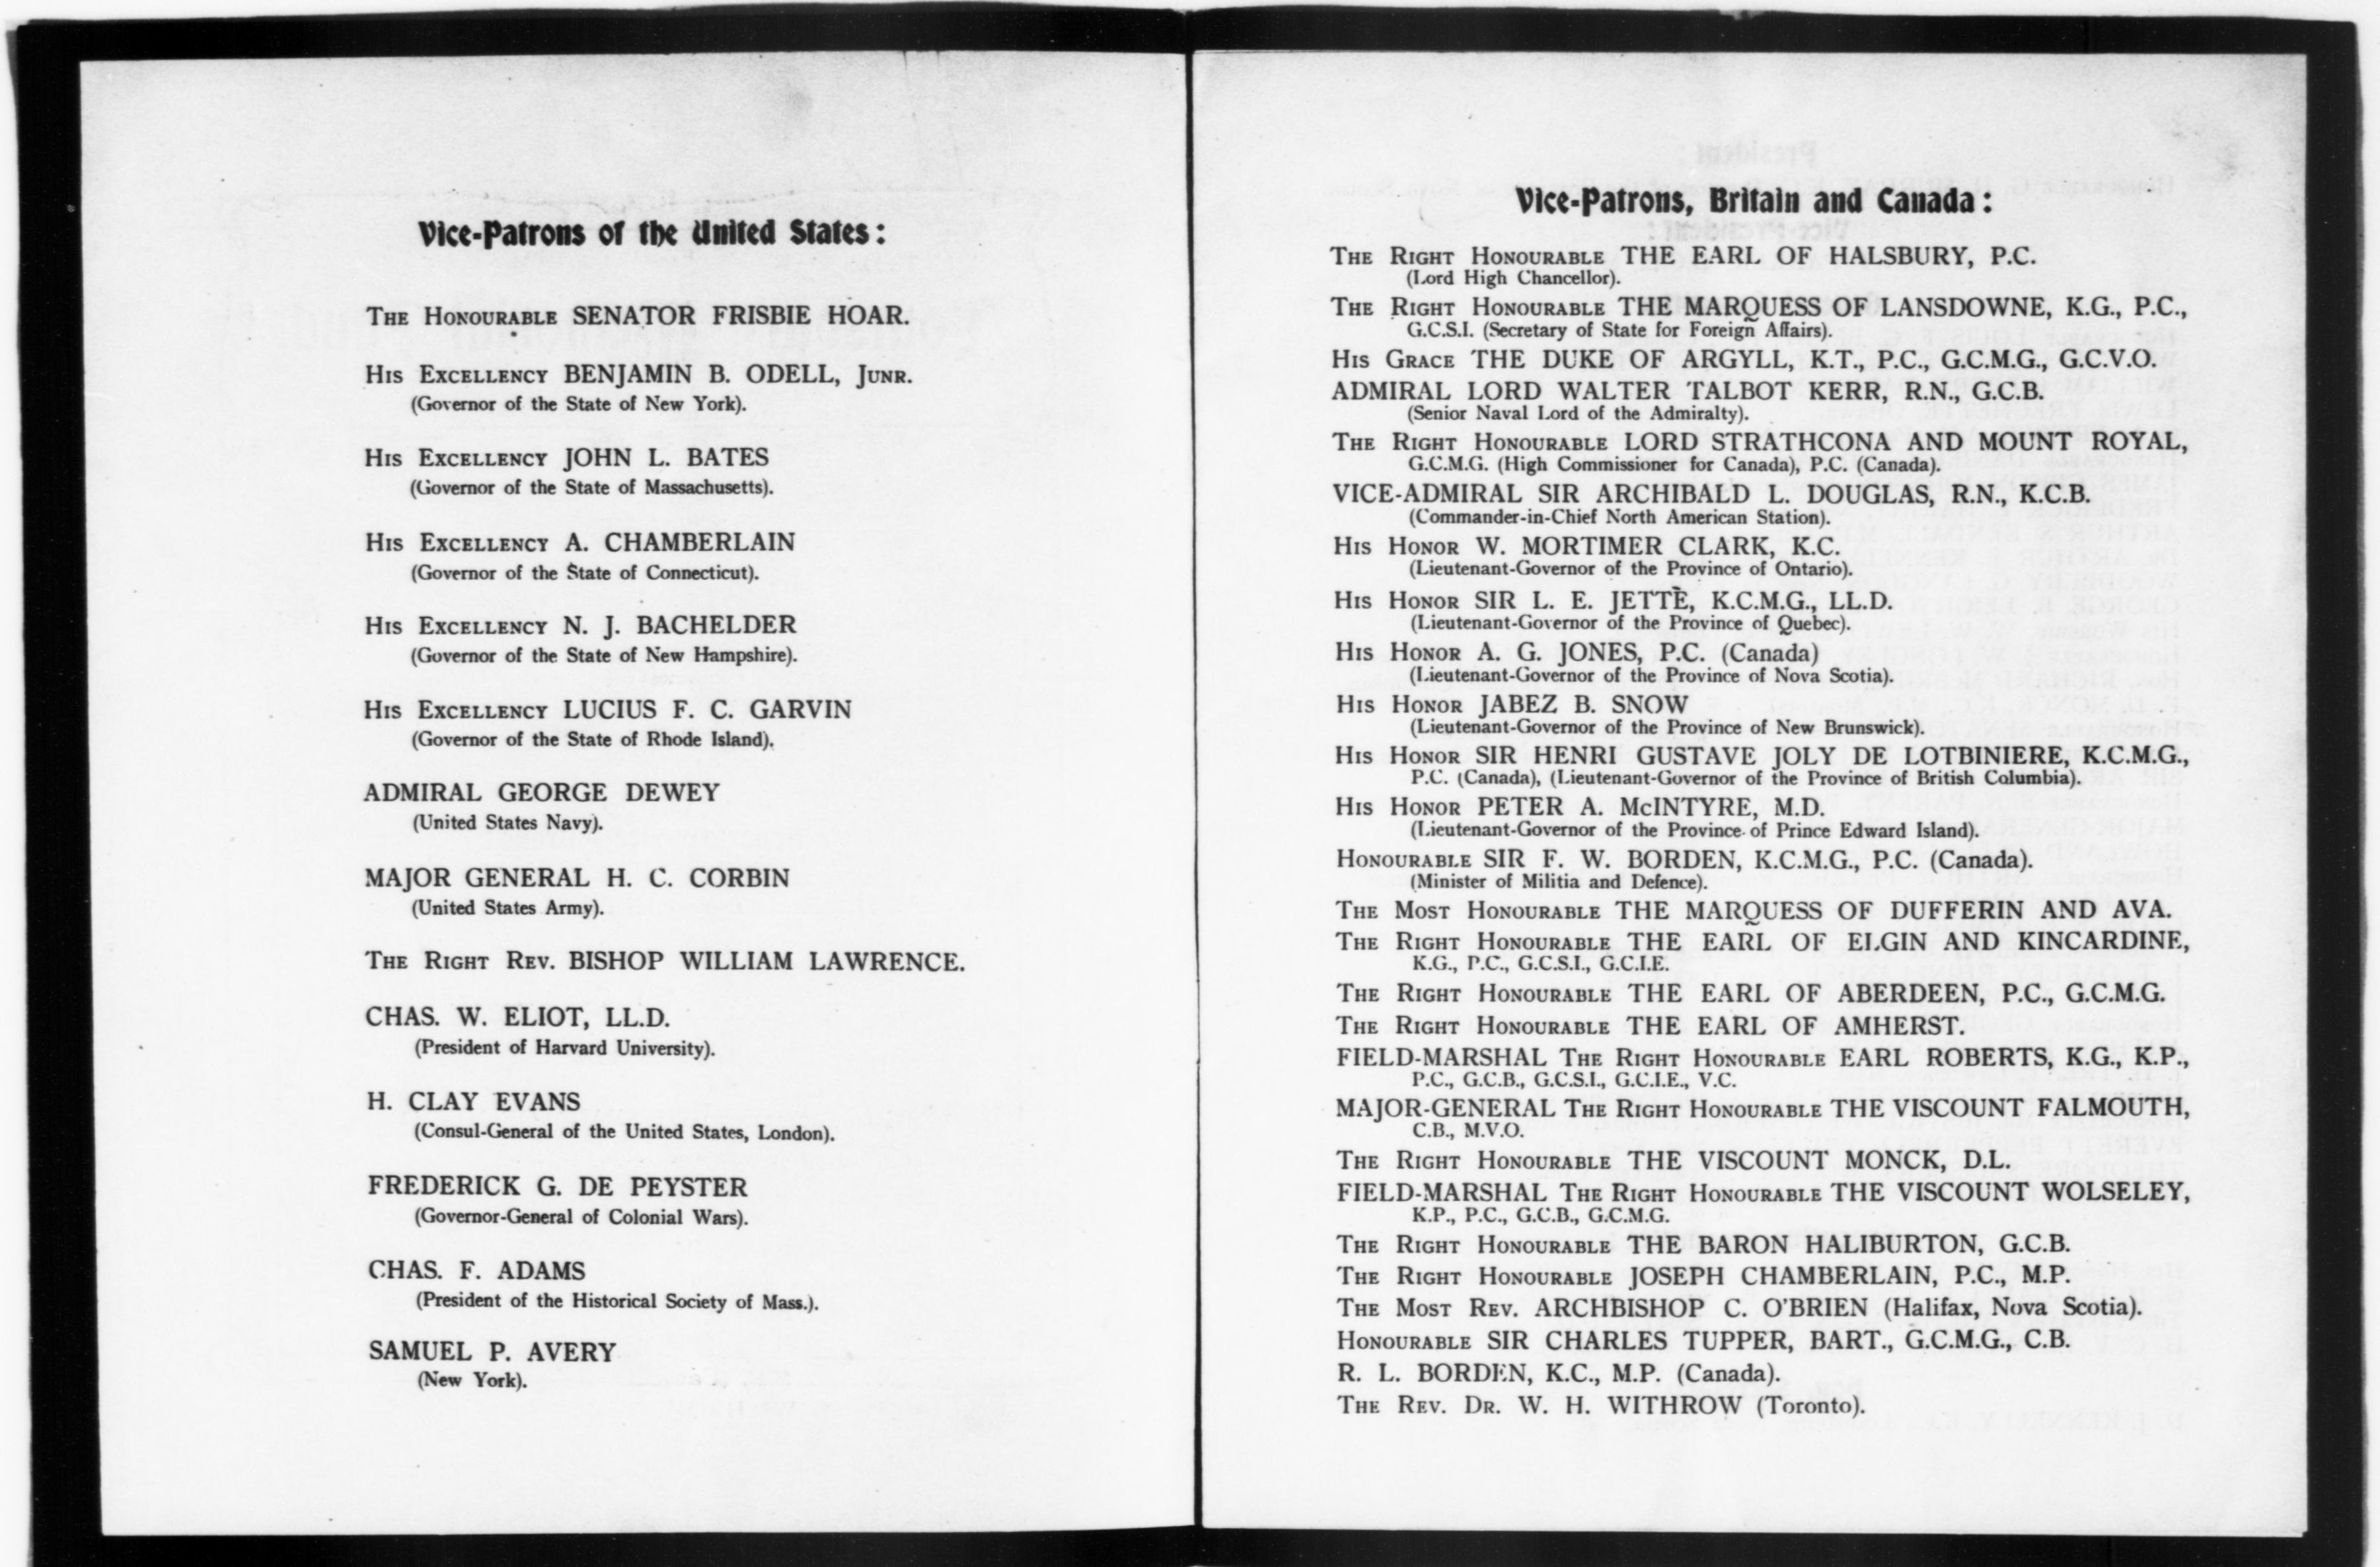 Vice-Patrons of the United States:
THE HONOURABLE SENATOR FRISBIE HOAR.
HIS EXCELLENCY BENJAMIN B. ODELL, JUNR.
(Governor of the State of New York).
HIS EXCELLENCY JOHN L. BATES
(Governor of the State of Massachusetts).
HIS EXCELLENCY A. CHAMBERLAIN
(Governor of the State of Connecticut).
HIS EXCELLENCY N. J. BACHELDER
(Governor of the State of New Hampshire).
HIS EXCELLENCY LUCIUS F. C. GARVIN
(Governor of the State of Rhode Island).
ADMIRAL GEORGE DEWEY
(United States Navy).
MAJOR GENERAL H. C. CORBIN
(United States Army).
THE RIGHT REV. BISHOP WILLIAM LAWRENCE.
CHAS. W. ELIOT, LL.D.
(President of Harvard University).
H. CLAY EVANS
(Consul-General of the United States, London).
FREDERICK G. DE PEYSTER
(Governor-General of Colonial Wars).
CHAS. F. ADAMS
(President of the Historical Society of Mass.).
SAMUEL P. AVERY
(New York).
Vice-Patrons, Britain and Canada:
THE RIGHT HONOURABLE THE EARL OF HALSBURY, P.C.
(Lord High Chancellor).
THE RIGHT HONOURABLE THE MARQUESS OF LANSDOWNE, K.G., P.C.,
G.C.S.I. (Secretary of State for Foreign Affairs).
HIS GRACE THE DUKE OF ARGYLL, K.T., P.C., G.C.M.G., G.C.V.O.
ADMIRAL LORD WALTER TALBOT KERR, R.N., G.C.B.
(Senior Naval Lord of the Admiralty).
THE RIGHT HONOURABLE LORD STRATHCONA AND MOUNT ROYAL,
G.C.M.G. (High Commissioner for Canada), P.C. (Canada).
VICE-ADMIRAL SIR ARCHIBALD L. DOUGLAS, R.N., K.C.B.
(Commander-in-Chief North American Station).
HIS HONOR W. MORTIMER CLARK, K.C.
(Lieutenant-Governor of the Province of Ontario).
HIS HONOR SIR L. E. JETTÈ, K.C.M.G., LL.D.
(Lieutenant-Governor of the Province of Quebec).
HIS HONOR A. G. JONES, P.C. (Canada)
(Lieutenant-Governor of the Province of Nova Scotia).
HIS HONOR JABEZ B. SNOW
(Lieutenant-Governor of the Province of New Brunswick).
HIS HONOR SIR HENRI GUSTAVE JOLY DE LOTBINIERE, K.C.M.G.,
P.C. (Canada), (Lieutenant-Governor of the Province of British Columbia).
HIS HONOR PETER A. McINTYRE, M.D.
(Lieutenant-Governor of the Province of Prince Edward Island).
HONOURABLE SIR F. W. BORDEN, K.C.M.G., P.C. (Canada).
(Minister of Militia and Defence).
THE MOST HONOURABLE THE MARQUESS OF DUFFERIN AND AVA.
THE RIGHT HONOURABLE THE EARL OF ELGIN AND KINCARDINE,
K.G., P.C., G.C.S.I., G.C.I.E.
THE RIGHT HONOURABLE THE EARL OF ABERDEEN, P.C., G.C.M.G.
THE RIGHT HONOURABLE THE EARL OF AMHERST.
FIELD-MARSHAL THE RIGHT HONOURABLE EARL ROBERTS, K.G., K.P.,
P.C., G.C.B., G.C.S.I., G.C.I.E., V.C.
MAJOR-GENERAL THE RIGHT HONOURABLE THE VISCOUNT FALMOUTH,
C.B., M.V.O.
THE RIGHT HONOURABLE THE VISCOUNT MONCK, D.L.
FIELD-MARSHAL THE RIGHT HONOURABLE THE VISCOUNT WOLSELEY,
K.P., P.C., G.C.B., G.C.M.G.
THE RIGHT HONOURABLE THE BARON HALIBURTON, G.C.B.
THE RIGHT HONOURABLE JOSEPH CHAMBERLAIN, P.C., M.P.
THE MOST REV. ARCHBISHOP C. O'BRIEN (Halifax, Nova Scotia).
HONOURABLE SIR CHARLES TUPPER, BART., G.C.M.G., C.B.
R. L. BORDEN, K.C., M.P. (Canada).
THE REV. DR. W. H. WITHROW (Toronto).